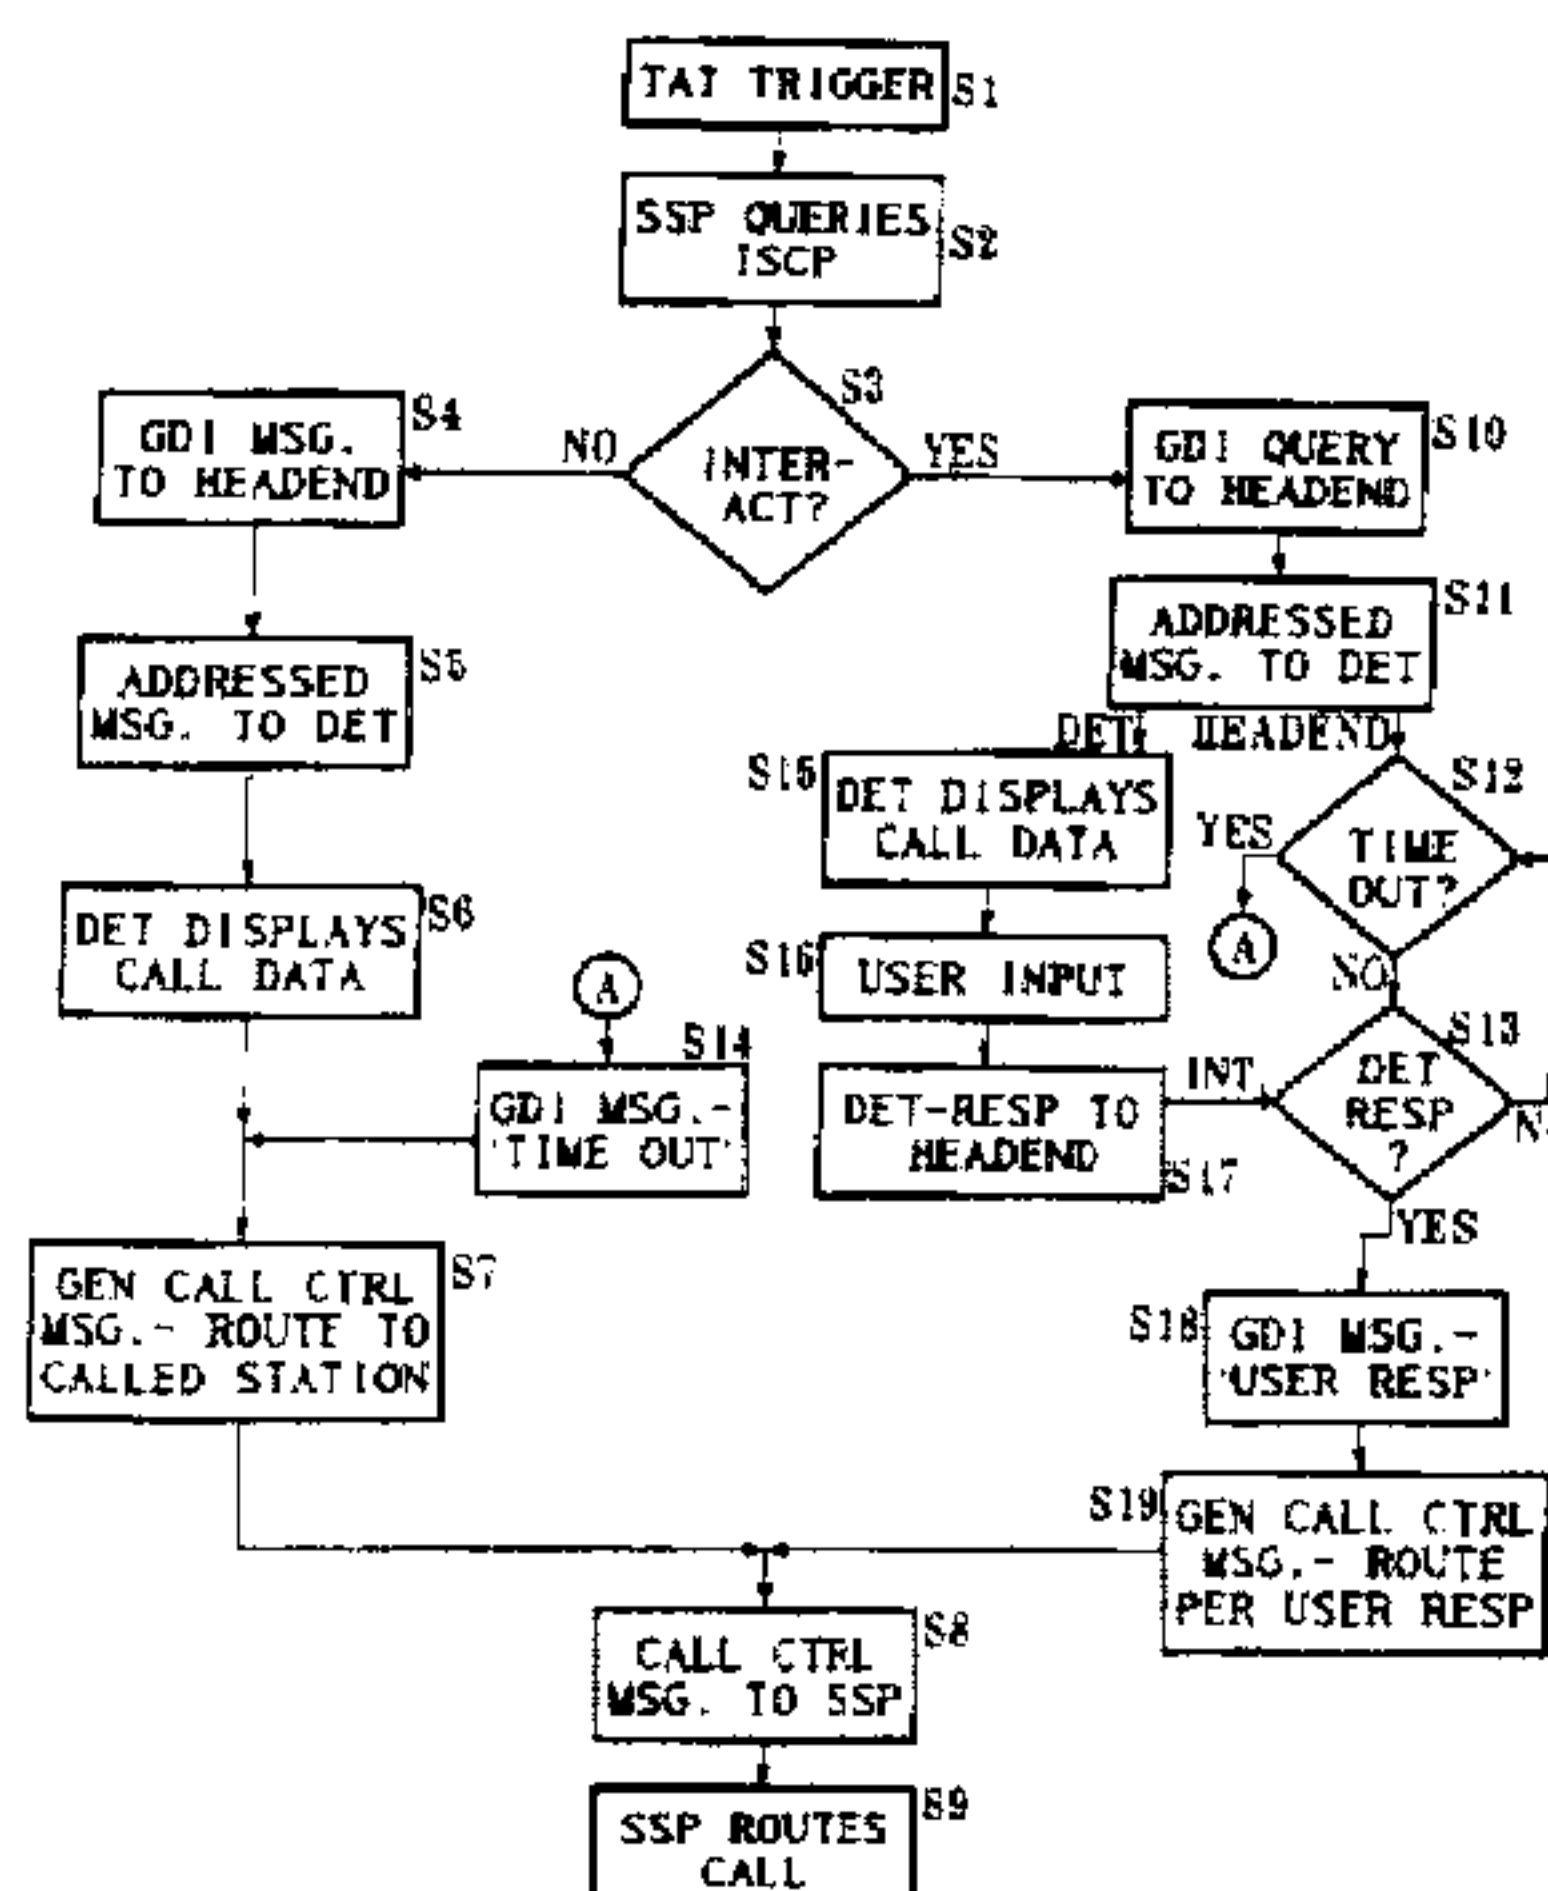 TAT TRIGGER
S1
SSP QUERIES
ISCP
S2
S3
INTER-
ACT?
NO
YES
S4
GDI MSG.
TO HEADEND
S10
GDI QUERY
TO HEADEND
S5
ADDRESSED
MSG. TO DET
S11
ADDRESSED
MSG. TO DET
DET
HEADEND
S15
DET DISPLAYS
CALL DATA
S12
TIME
OUT?
YES
A
NO
S6
DET DISPLAYS
CALL DATA
A
S16
USER INPUT
S13
DET
RESP
?
S14
GDI MSG.-
'TIME OUT'
DET-RESP TO
HEADEND
S17
INT
YES
S7
GEN CALL CTRL
MSG.- ROUTE TO
CALLED STATION
S18
GDI MSG.-
'USER RESP'
S19
GEN CALL CTRL
MSG.- ROUTE
PER USER RESP
S8
CALL CTRL
MSG. TO SSP
S9
SSP ROUTES
CALL